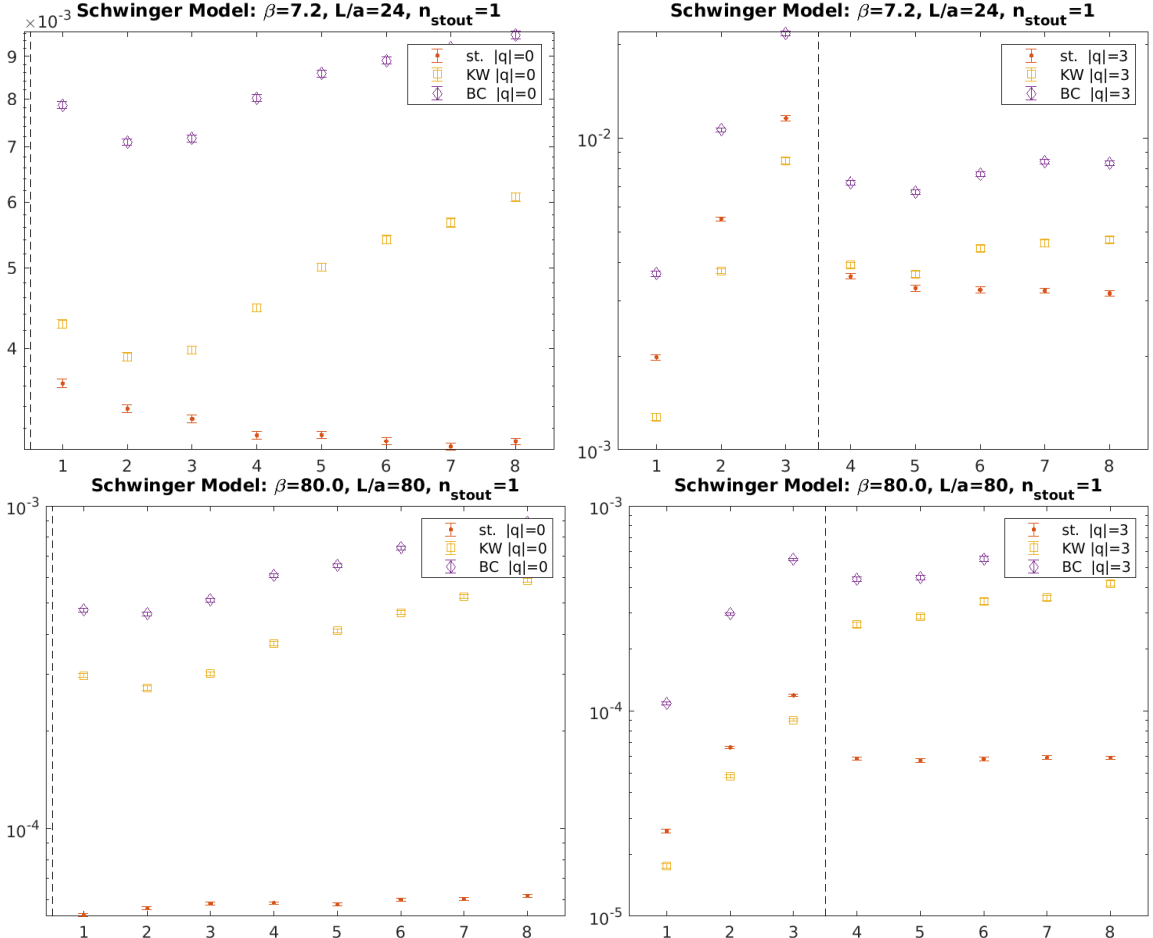 Schwinger Model: β=7.2, L/a=24, n_stout=1
×10^-3
9
8
7
6
5
4
1 2 3 4 5 6 7 8
st. |q|=0
KW |q|=0
BC |q|=0
Schwinger Model: β=7.2, L/a=24, n_stout=1
10^-2
10^-3
1 2 3 4 5 6 7 8
st. |q|=3
KW |q|=3
BC |q|=3
Schwinger Model: β=80.0, L/a=80, n_stout=1
10^-3
10^-4
1 2 3 4 5 6 7 8
st. |q|=0
KW |q|=0
BC |q|=0
Schwinger Model: β=80.0, L/a=80, n_stout=1
10^-3
10^-4
10^-5
1 2 3 4 5 6 7 8
st. |q|=3
KW |q|=3
BC |q|=3